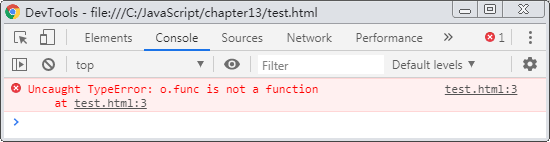 DevTools - file:///C:/JavaScript/chapter13/test.html
Elements Console Sources Network Performance » 1
top Filter Default levels
Uncaught TypeError: o.func is not a function test.html:3
at test.html:3
>